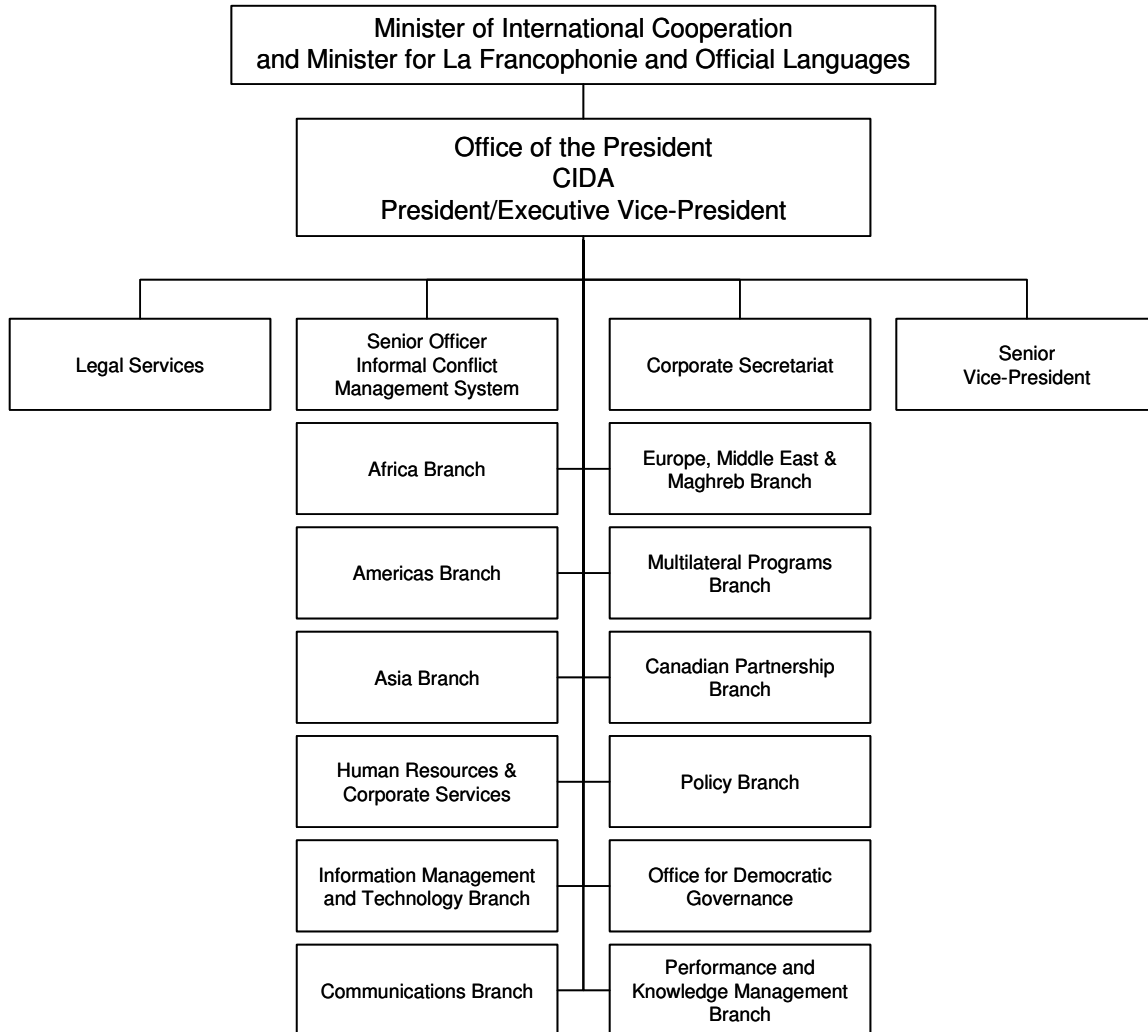 Minister of International Cooperation
and Minister for La Francophonie and Official Languages
Office of the President
CIDA
President/Executive Vice-President
Legal Services
Senior Officer
Informal Conflict
Management System
Corporate Secretariat
Senior
Vice-President
Africa Branch
Europe, Middle East &
Maghreb Branch
Americas Branch
Multilateral Programs
Branch
Asia Branch
Canadian Partnership
Branch
Human Resources &
Corporate Services
Policy Branch
Information Management
and Technology Branch
Office for Democratic
Governance
Communications Branch
Performance and
Knowledge Management
Branch